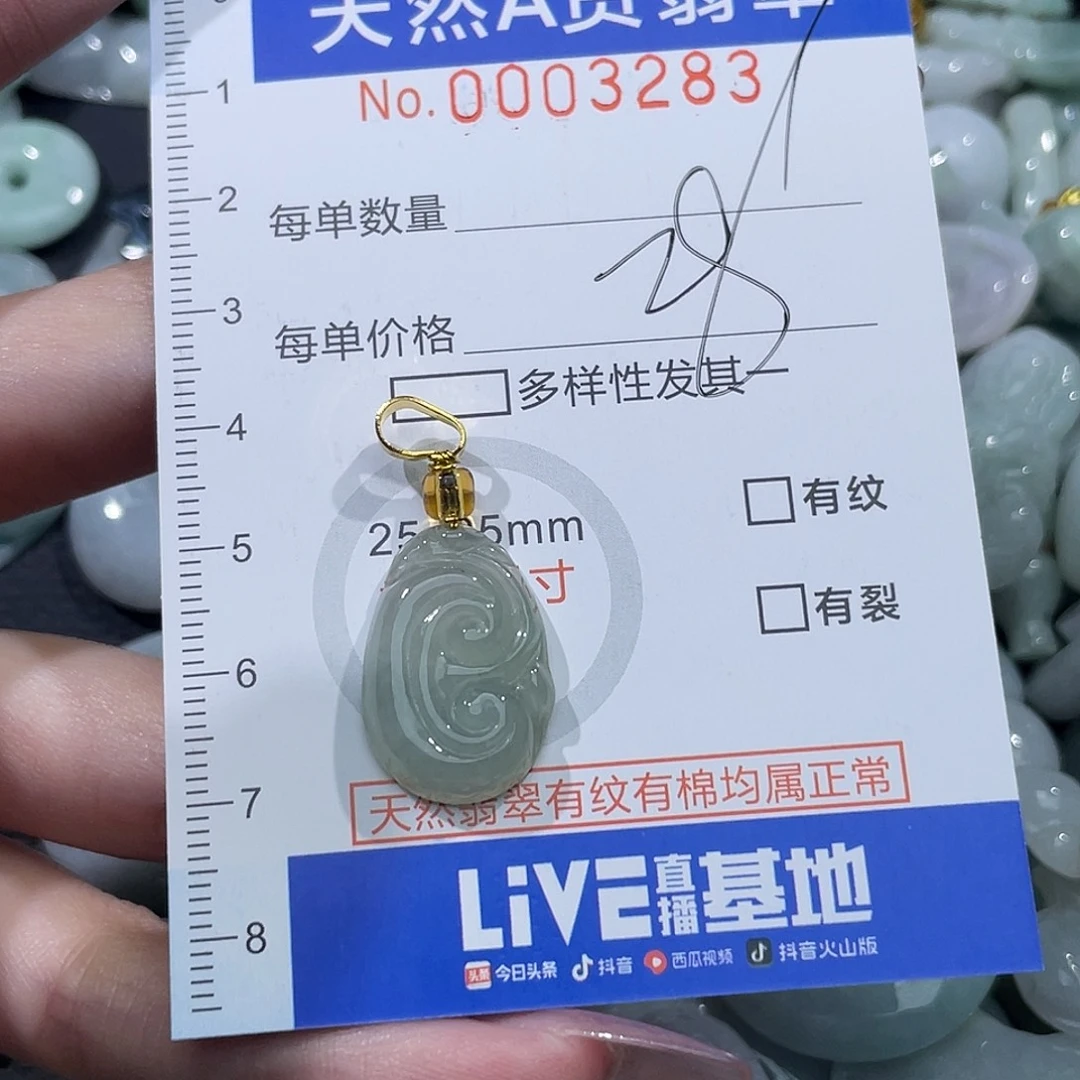 天然A货翡翠
No.0003283
每单数量
每单价格
多样性发其一
有纹
有裂
寸
天然翡翠有纹有棉均属正常
LiVE直播基地
头条 今日头条 抖音 西瓜视频 抖音火山版
1
2
3
4
5
6
7
8